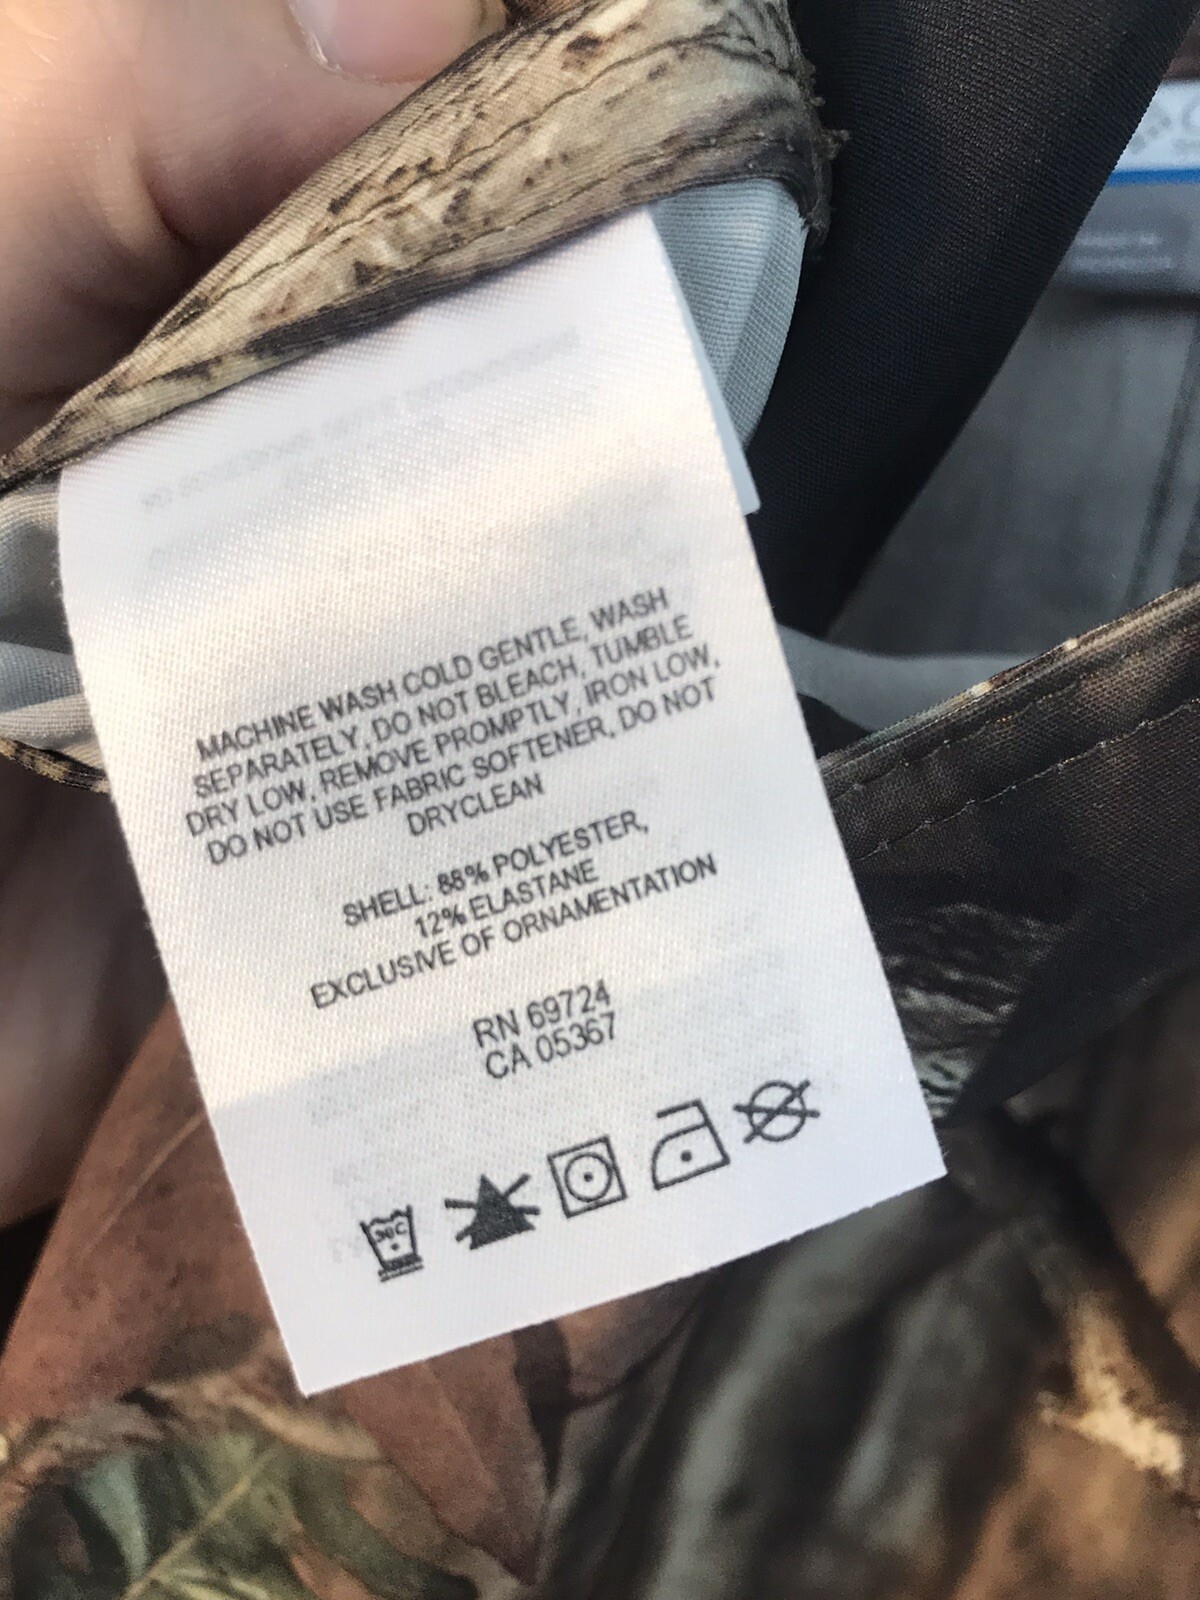 MACHINE WASH COLD GENTLE, WASH
SEPARATELY, DO NOT BLEACH, TUMBLE
DRY LOW, REMOVE PROMPTLY, IRON LOW,
DO NOT USE FABRIC SOFTENER, DO NOT
DRYCLEAN
SHELL: 88% POLYESTER,
12% ELASTANE
EXCLUSIVE OF ORNAMENTATION
RN 69724
CA 05367
30C